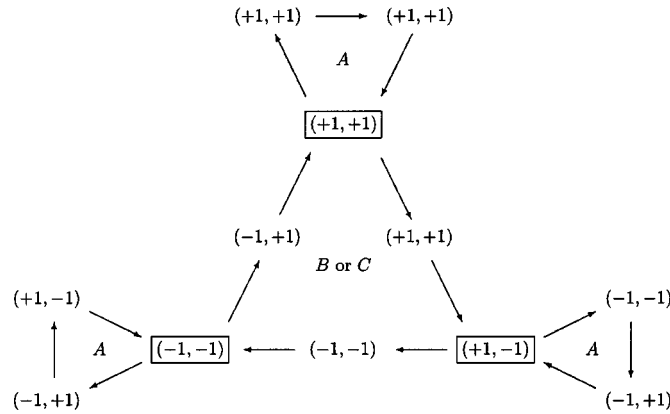 (+1, +1) (+1, +1)
A
(+1, +1)
(−1, +1) (+1, +1)
B or C
(+1, −1) (−1, −1)
A (−1, −1) (−1, −1) (+1, −1) A
(−1, +1) (−1, +1)